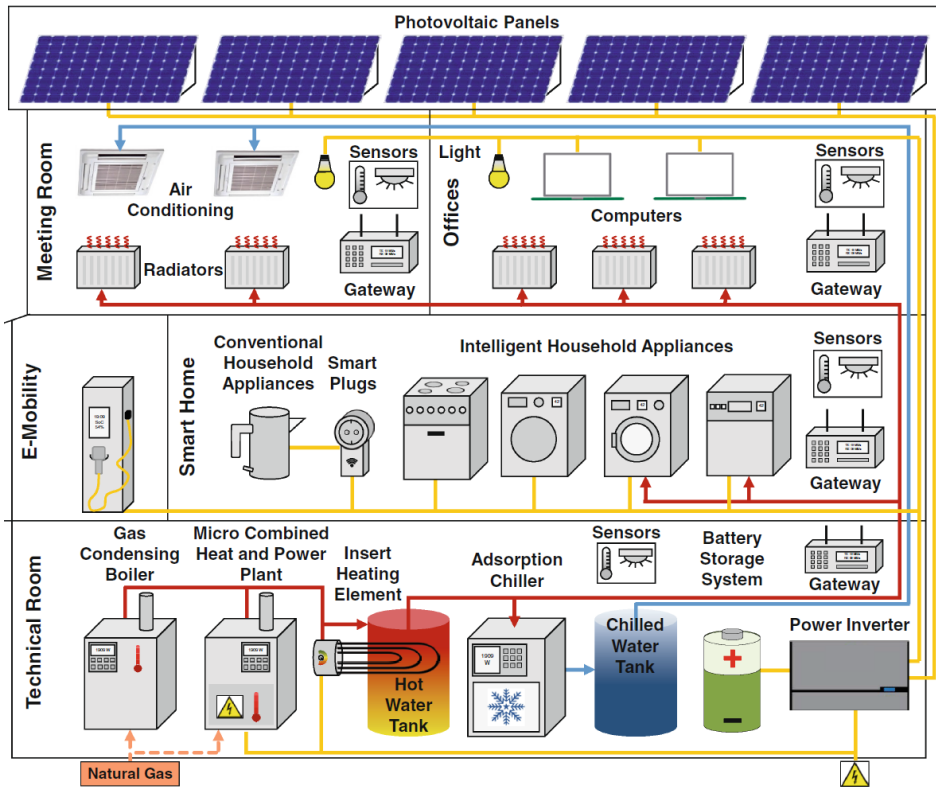 Photovoltaic Panels
Meeting Room
Air
Conditioning
Sensors
Radiators
Gateway
Offices
Light
Computers
Sensors
Gateway
E-Mobility
Smart Home
Conventional
Household
Appliances
Smart
Plugs
Intelligent Household Appliances
Sensors
Gateway
Technical Room
Gas
Condensing
Boiler
Micro Combined
Heat and Power
Plant
Insert
Heating
Element
Adsorption
Chiller
Sensors
Battery
Storage
System
Gateway
1909 W
1909 W
Hot
Water
Tank
1909
W
Chilled
Water
Tank
Power Inverter
Natural Gas